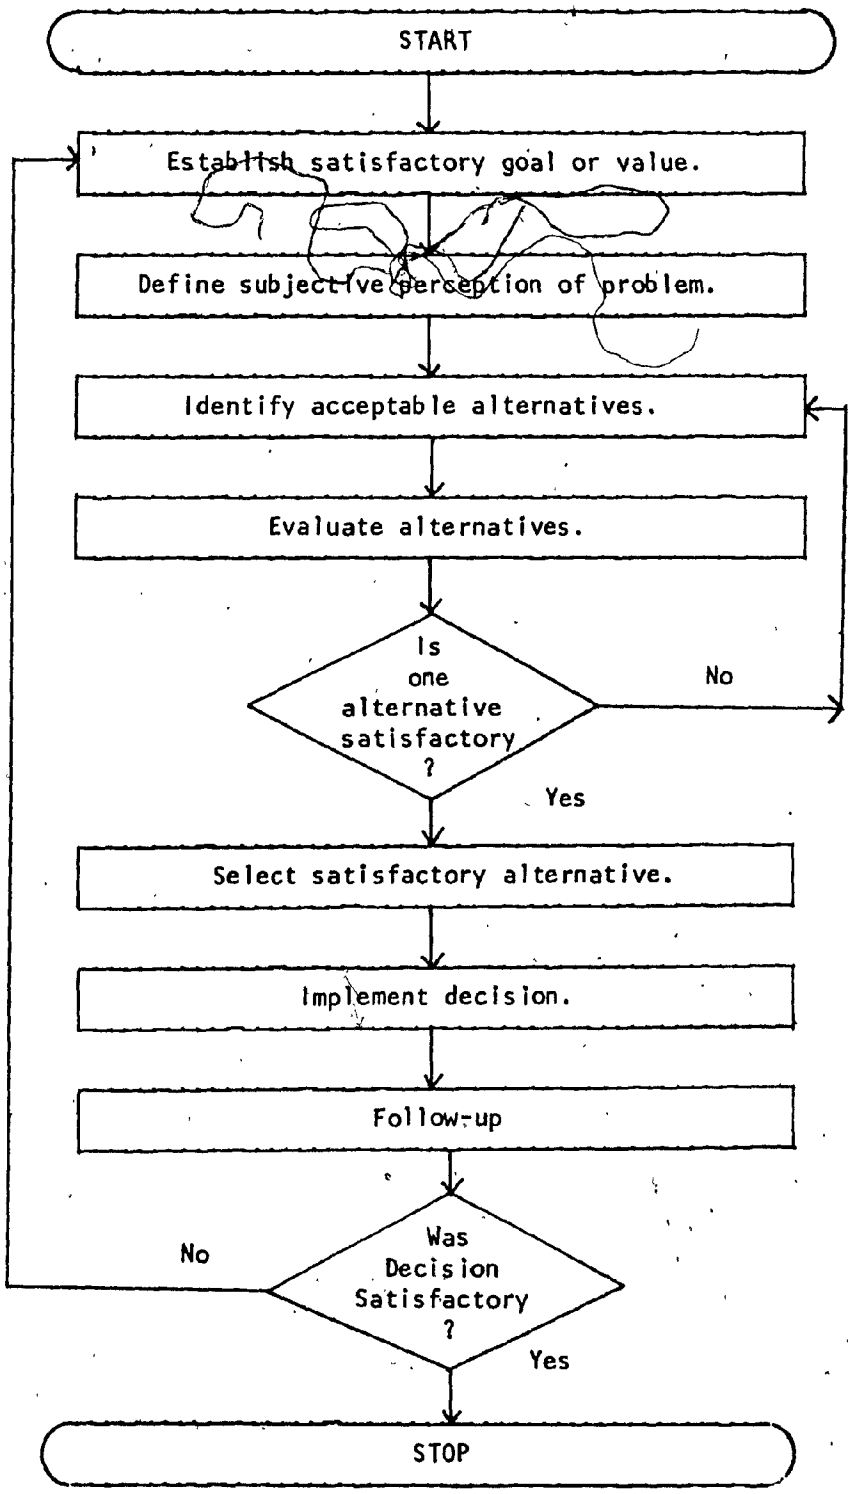 START
Establish satisfactory goal or value.
Define subjective perception of problem.
Identify acceptable alternatives.
Evaluate alternatives.
Is
one
alternative
satisfactory
?
No
Yes
Select satisfactory alternative.
Implement decision.
Follow-up
Was
Decision
Satisfactory
?
No
Yes
STOP